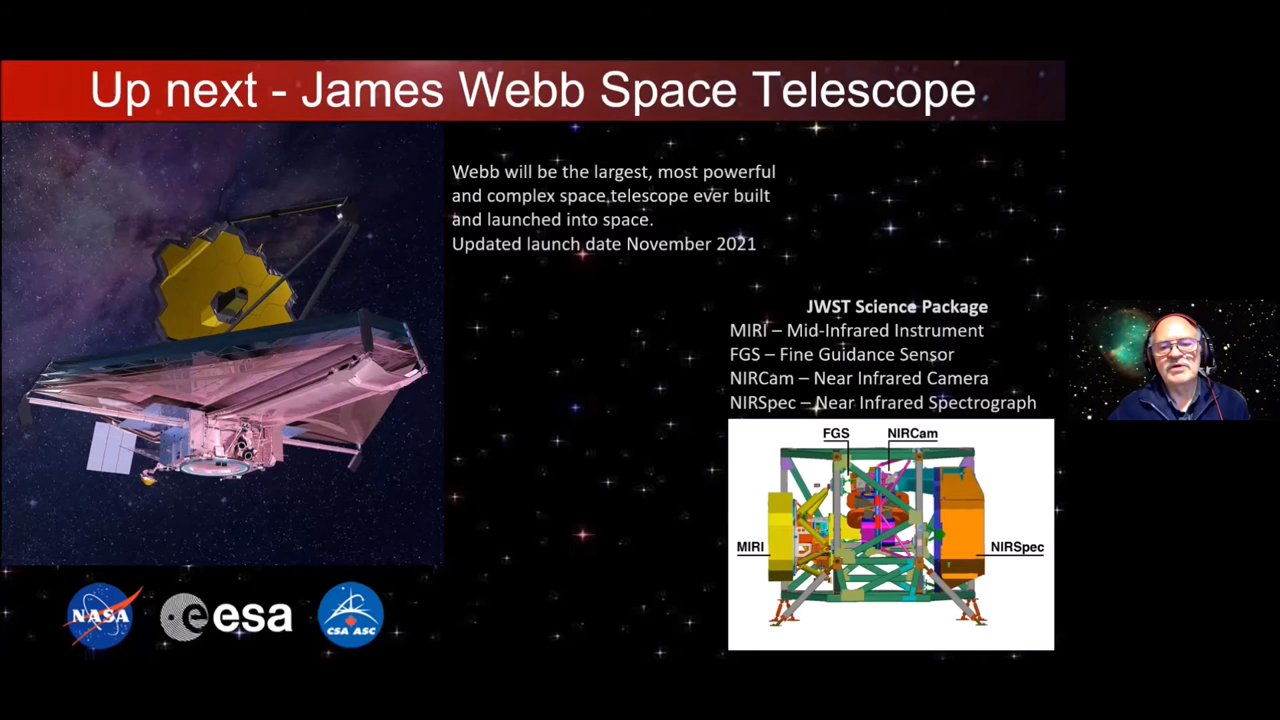 Up next - James Webb Space Telescope
Webb will be the largest, most powerful
and complex space telescope ever built
and launched into space.
Updated launch date November 2021
JWST Science Package
MIRI – Mid-Infrared Instrument
FGS – Fine Guidance Sensor
NIRCam – Near Infrared Camera
NIRSpec – Near Infrared Spectrograph
FGS
NIRCam
MIRI
NIRSpec
NASA
esa
CSA ASC